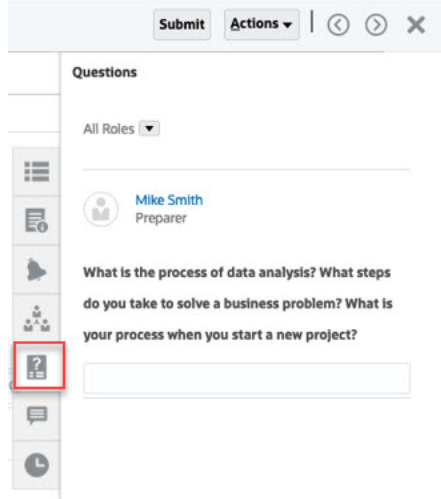 Submit Actions
Questions
All Roles
Mike Smith
Preparer
What is the process of data analysis? What steps
do you take to solve a business problem? What is
your process when you start a new project?